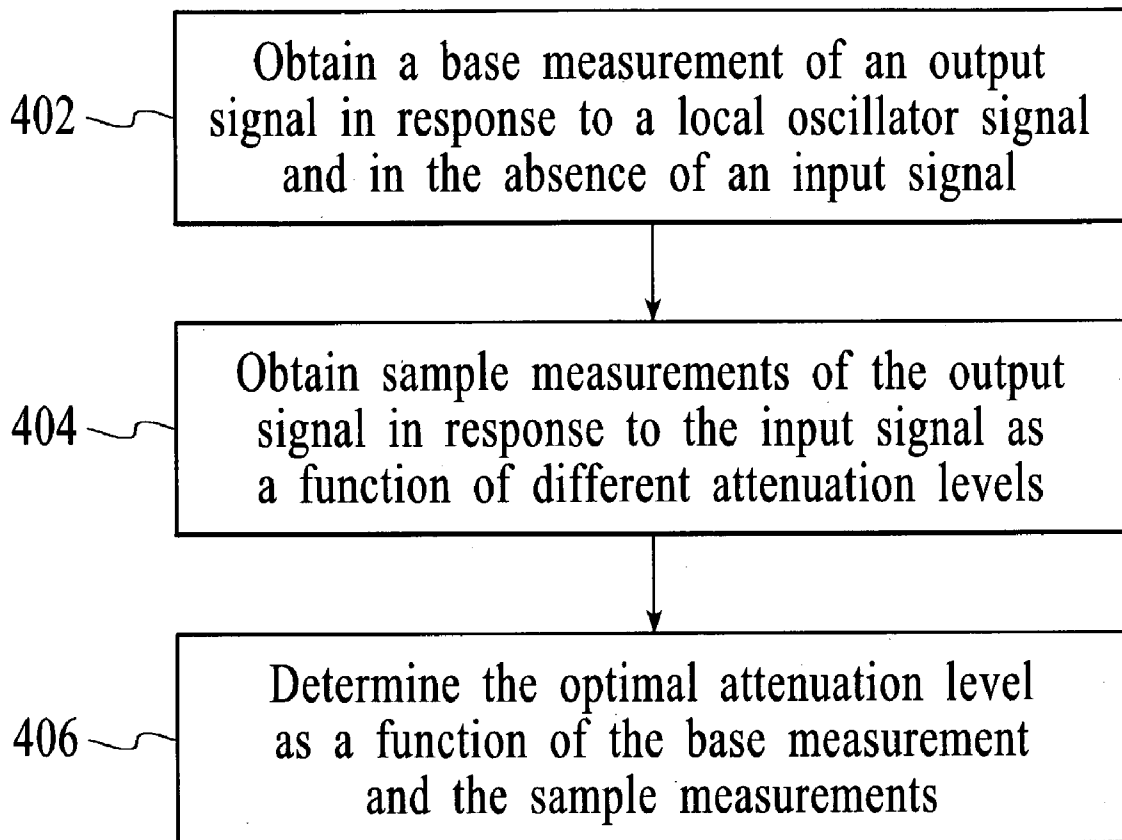 Obtain a base measurement of an output
402
signal in response to a local oscillator signal
and in the absence of an input signal
Obtain sample measurements of the output
404
signal in response to the input signal as
a function of different attenuation levels
Determine the optimal attenuation level
406
as a function of the base measurement
and the sample measurements